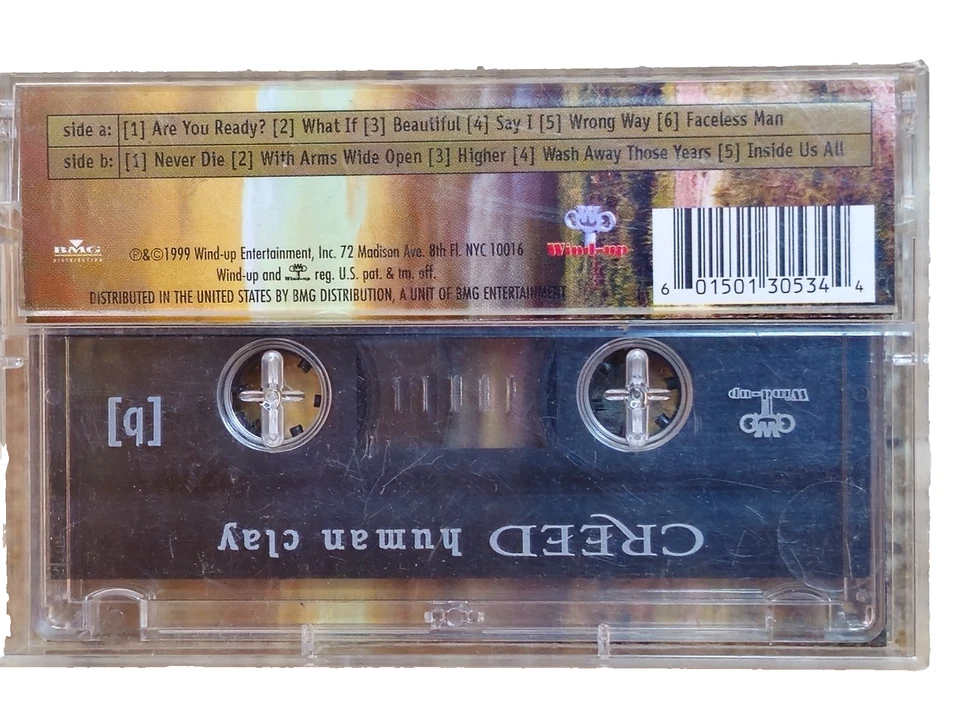 side a: [1] Are You Ready? [2] What If [3] Beautiful [4] Say I [5] Wrong Way [6] Faceless Man
side b: [1] Never Die [2] With Arms Wide Open [3] Higher [4] Wash Away Those Years [5] Inside Us All
BMG
DISTRIBUTION
℗&©1999 Wind-up Entertainment, Inc. 72 Madison Ave. 8th Fl. NYC 10016
Wind-up and reg. U.S. pat. & tm. off.
DISTRIBUTED IN THE UNITED STATES BY BMG DISTRIBUTION, A UNIT OF BMG ENTERTAINMENT
Wind-up
6 01501 30534 4
[b]
Wind-up
CREED human clay